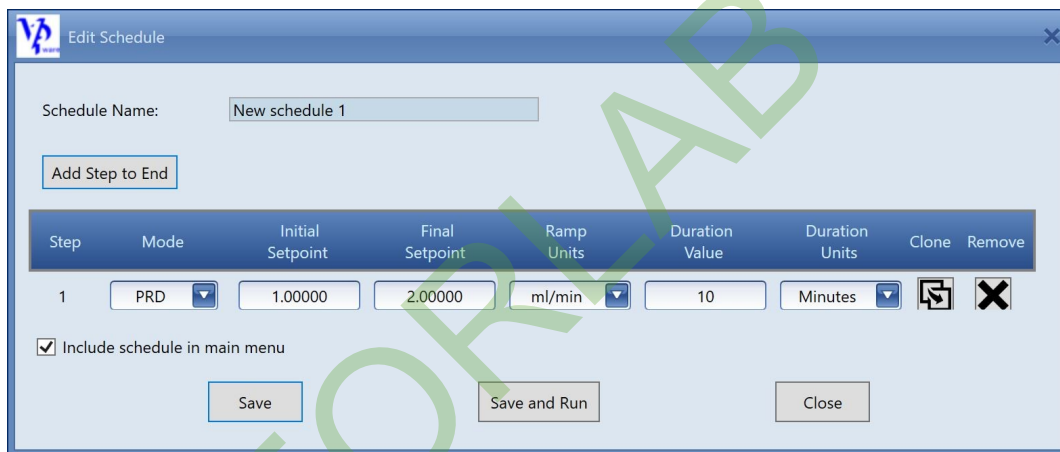 VP
Edit Schedule
Schedule Name: New schedule 1
Add Step to End
Step Mode Initial Setpoint Final Setpoint Ramp Units Duration Value Duration Units Clone Remove
1 PRD 1.00000 2.00000 ml/min 10 Minutes
Include schedule in main menu
Save Save and Run Close
FORLAB